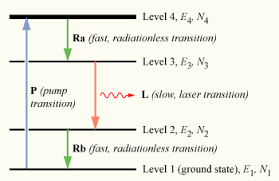 Level 4, E4, N4
Ra (fast, radiationless transition)
Level 3, E3, N3
P (pump
transition)
L (slow, laser transition)
Level 2, E2, N2
Rb (fast, radiationless transition)
Level 1 (ground state), E1, N1